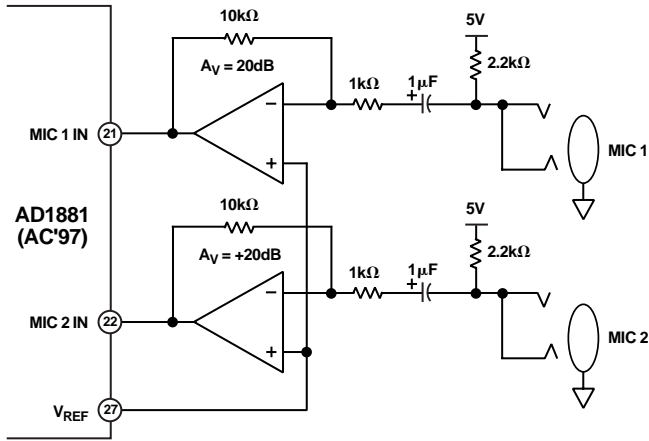 10kΩ
5V
AV = 20dB
2.2kΩ
1kΩ
1μF
+
−
+
MIC 1 IN
21
MIC 1
AD1881
(AC'97)
10kΩ
5V
AV = +20dB
2.2kΩ
1kΩ
1μF
+
−
+
MIC 2 IN
22
MIC 2
VREF
27